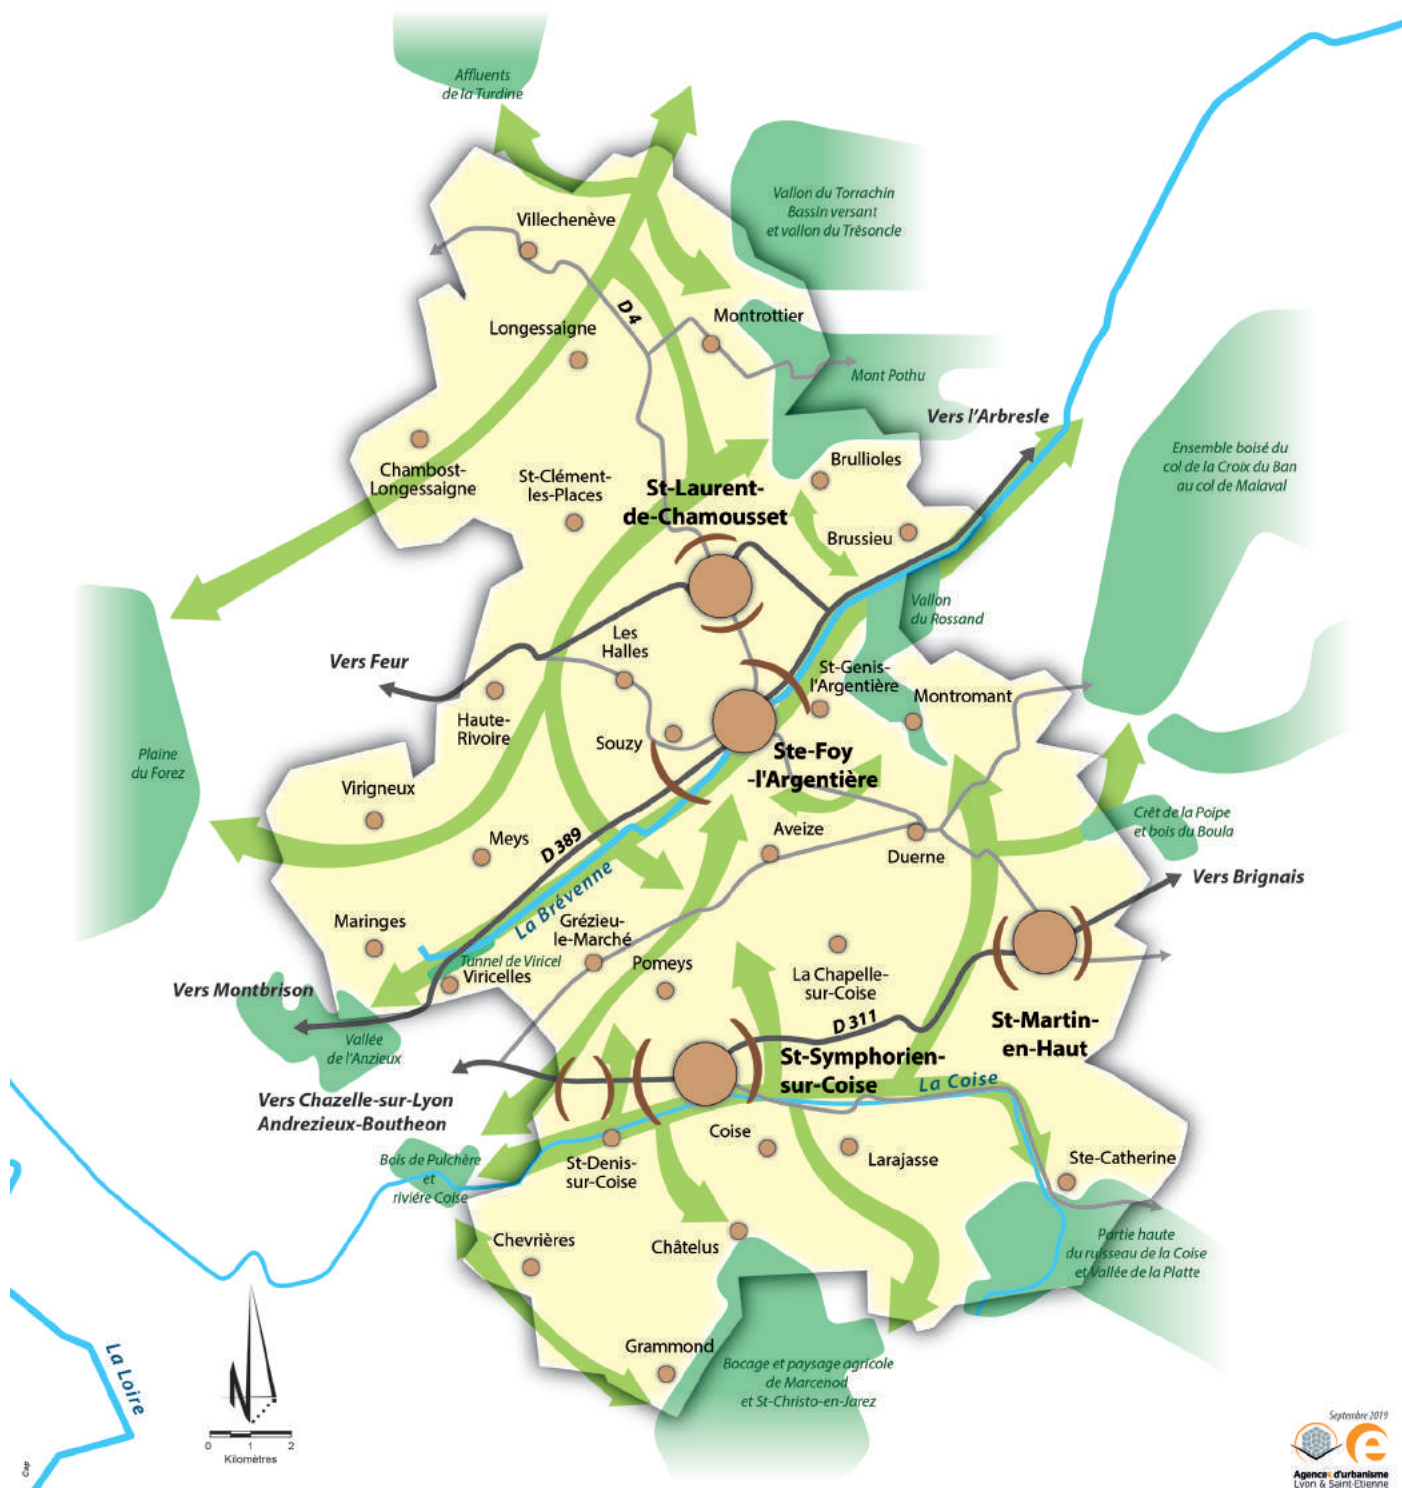 Affluents
de la Turdine
Vallon du Torrachin
Bassin versant
et vallon du Trésoncle
Villechenève
D 4
Longessaigne
Montrottier
Mont Pothu
Vers l'Arbresle
Ensemble boisé du
col de la Croix du Ban
au col de Malaval
Chambost-
Longessaigne
St-Clément-
les-Places
Brullioles
St-Laurent-
de-Chamousset
Brussieu
Vallon
du Rossand
Les
Halles
Vers Feur
St-Genis-
l'Argentière
Montromant
Haute-
Rivoire
Souzy
Plaine
du Forez
Ste-Foy
-l'Argentière
Virigneux
Meys
D 389
Aveize
Duerne
Crêt de la Poipe
et bois du Boula
Vers Brignais
La Brévenne
Maringes
Grézieu-
le-Marché
Tunnel de Viricel
Viricelles
Pomeys
La Chapelle-
sur-Coise
Vers Montbrison
D 311
St-Martin-
en-Haut
Vallée
de l'Anzieux
St-Symphorien-
sur-Coise
La Coise
Vers Chazelle-sur-Lyon
Andrezieux-Boutheon
Coise
Larajasse
Ste-Catherine
Bois de Pulchère
et
rivière Coise
St-Denis-
sur-Coise
Chevrières
Châtelus
Partie haute
du ruisseau de la Coise
et Vallée de la Platte
Grammond
Bocage et paysage agricole
de Marcenod
et St-Christo-en-Jarez
La Loire
N
0 1 2
Kilomètres
Cap
Septembre 2019
e
Agences d'urbanisme
Lyon & Saint-Etienne